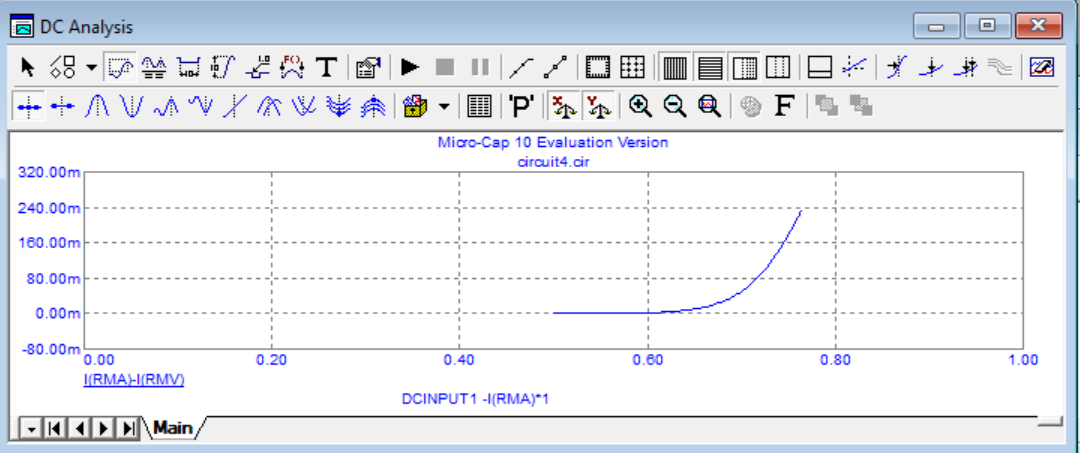 DC Analysis
T
'P'
F
Micro-Cap 10 Evaluation Version
circuit4.cir
320.00m
240.00m
160.00m
80.00m
0.00m
-80.00m
0.00 0.20 0.40 0.60 0.80 1.00
I(RMA)-I(RMV)
DCINPUT1 -I(RMA)*1
Main